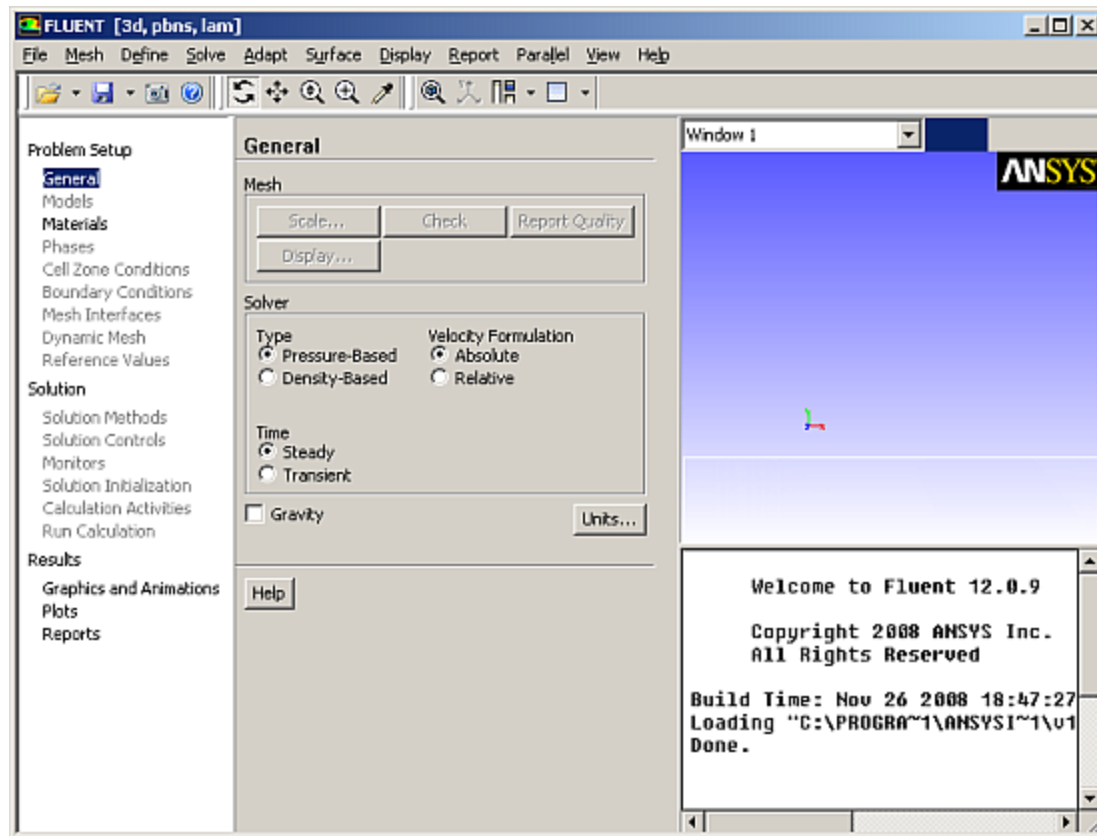 FLUENT [3d, pbns, lam]
File Mesh Define Solve Adapt Surface Display Report Parallel View Help
Problem Setup
General
Models
Materials
Phases
Cell Zone Conditions
Boundary Conditions
Mesh Interfaces
Dynamic Mesh
Reference Values
Solution
Solution Methods
Solution Controls
Monitors
Solution Initialization
Calculation Activities
Run Calculation
Results
Graphics and Animations
Plots
Reports
General
Mesh
Scale... Check Report Quality
Display...
Solver
Type Velocity Formulation
Pressure-Based Absolute
Density-Based Relative
Time
Steady
Transient
Gravity Units...
Help
Window 1
ANSYS
Welcome to Fluent 12.0.9
Copyright 2008 ANSYS Inc.
All Rights Reserved
Build Time: Nov 26 2008 18:47:27
Loading "C:\PROGRA~1\ANSYSI~1\v1
Done.